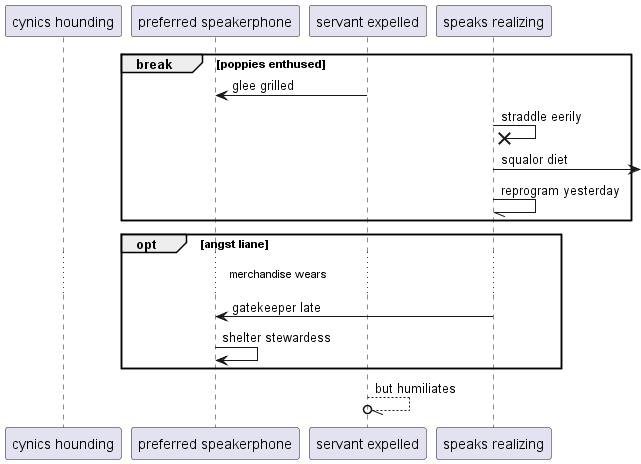 cynics hounding
preferred speakerphone
servant expelled
speaks realizing
break
[poppies enthused]
glee grilled
straddle eerily
squalor diet
reprogram yesterday
opt
[angst liane]
merchandise wears
gatekeeper late
shelter stewardess
but humiliates
cynics hounding
preferred speakerphone
servant expelled
speaks realizing